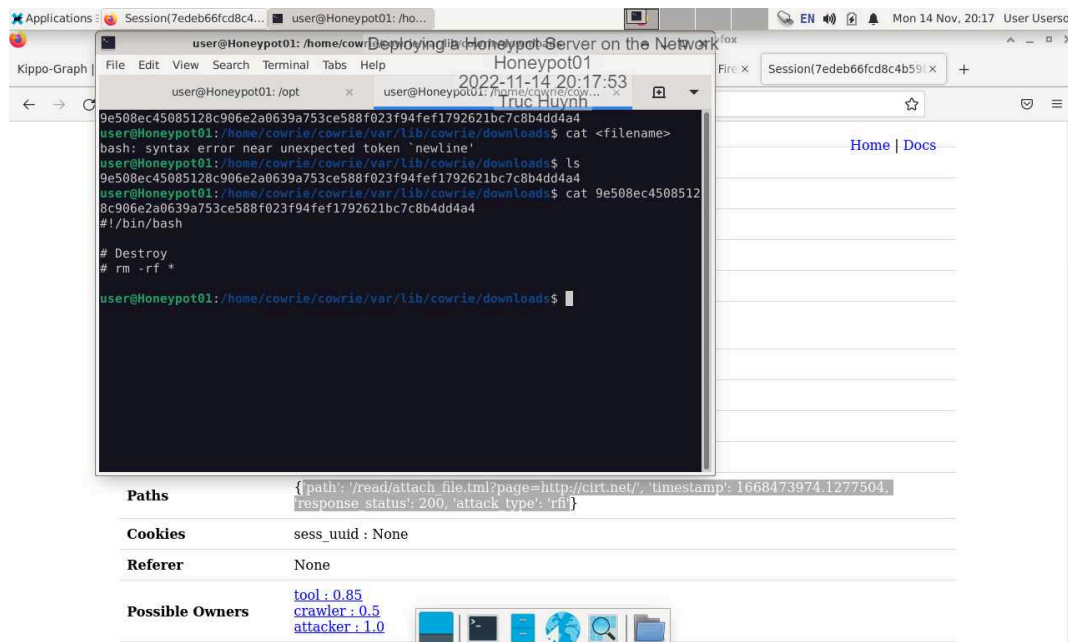 Applications
Session(7edeb66fcd8c4...
user@Honeypot01: /ho...
EN
Mon 14 Nov, 20:17 User Userso
user@Honeypot01: /home/cow
Deploying a Honeypot Server on the Network
fox
Honeypot01
2022-11-14 20:17:53
Truc Huynh
Kippo-Graph |
File Edit View Search Terminal Tabs Help
Fire ×
Session(7edeb66fcd8c4b59 ×
user@Honeypot01: /opt ×
user@Honeypot01: /home/cowrie/cow... ×
9e508ec45085128c906e2a0639a753ce588f023f94fef1792621bc7c8b4dd4a4
user@Honeypot01:/home/cowrie/cowrie/var/lib/cowrie/downloads$ cat <filename>
bash: syntax error near unexpected token `newline'
user@Honeypot01:/home/cowrie/cowrie/var/lib/cowrie/downloads$ ls
9e508ec45085128c906e2a0639a753ce588f023f94fef1792621bc7c8b4dd4a4
user@Honeypot01:/home/cowrie/cowrie/var/lib/cowrie/downloads$ cat 9e508ec4508512
8c906e2a0639a753ce588f023f94fef1792621bc7c8b4dd4a4
#!/bin/bash
# Destroy
# rm -rf *
user@Honeypot01:/home/cowrie/cowrie/var/lib/cowrie/downloads$
Home | Docs
Paths
{'path': '/read/attach_file.tml?page=http://cirt.net/', 'timestamp': 1668473974.1277504,
'response_status': 200, 'attack_type': 'rfi'}
Cookies
sess_uuid : None
Referer
None
Possible Owners
tool : 0.85
crawler : 0.5
attacker : 1.0